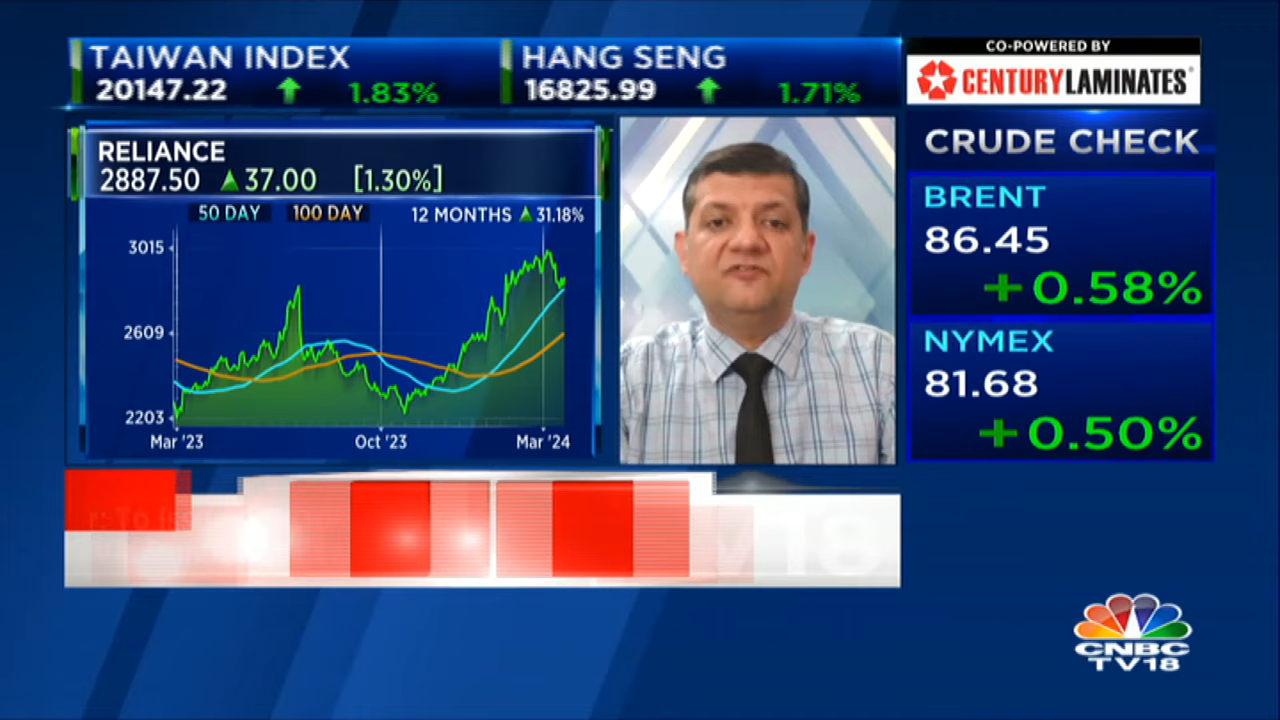 TAIWAN INDEX
20147.22 1.83%
HANG SENG
16825.99 1.71%
CO-POWERED BY
CENTURYLAMINATES®
RELIANCE
2887.50 ▲37.00 [1.30%]
50 DAY 100 DAY 12 MONTHS ▲31.18%
3015
2609
2203
Mar '23 Oct '23 Mar '24
CRUDE CHECK
BRENT
86.45
+0.58%
NYMEX
81.68
+0.50%
V18
CNBC
TV18